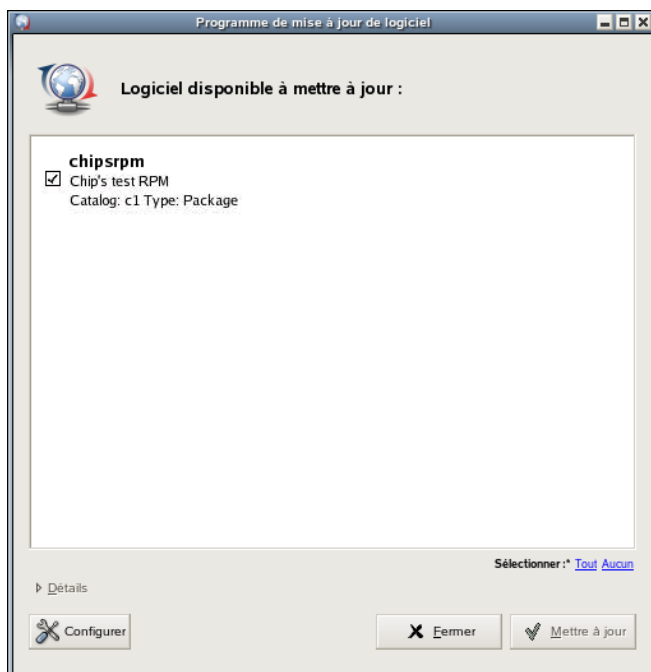 Programme de mise à jour de logiciel
Logiciel disponible à mettre à jour :
chipsrpm
Chip's test RPM
Catalog: c1 Type: Package
Sélectionner :* Tout Aucun
Détails
Configurer
Fermer
Mettre à jour